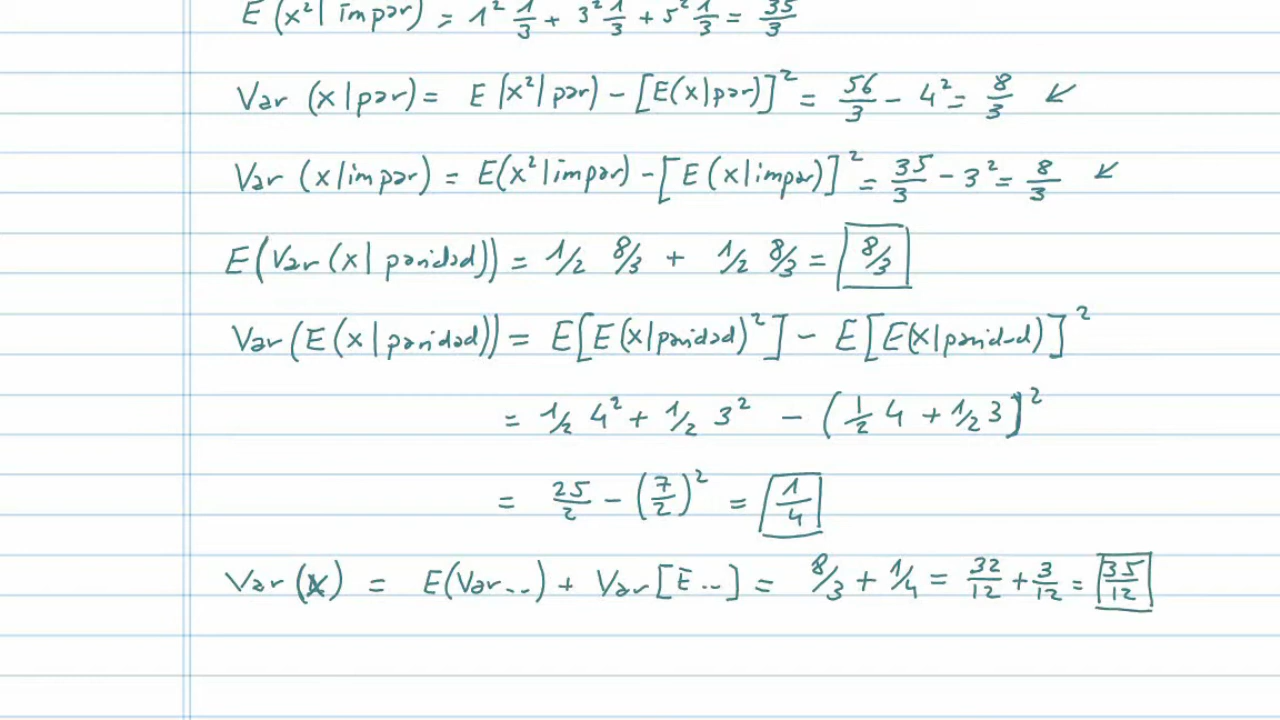 E (x²| impar) = 1² 1/3 + 3² 1/3 + 5² 1/3 = 35/3
Var (x|par) = E (x²|par) - [E(x|par)]² = 56/3 - 4² = 8/3 ↙
Var (x|impar) = E(x²|impar) - [E(x|impar)]² = 35/3 - 3² = 8/3 ↙
E(Var(x|paridad)) = 1/2 8/3 + 1/2 8/3 = 8/3
Var(E(x|paridad)) = E[E(x|paridad)²] - E[E(x|paridad)]²
= 1/2 4² + 1/2 3² - (1/2 4 + 1/2 3)²
= 25/2 - (7/2)² = 1/4
Var(x) = E(Var...) + Var[E...] = 8/3 + 1/4 = 32/12 + 3/12 = 35/12